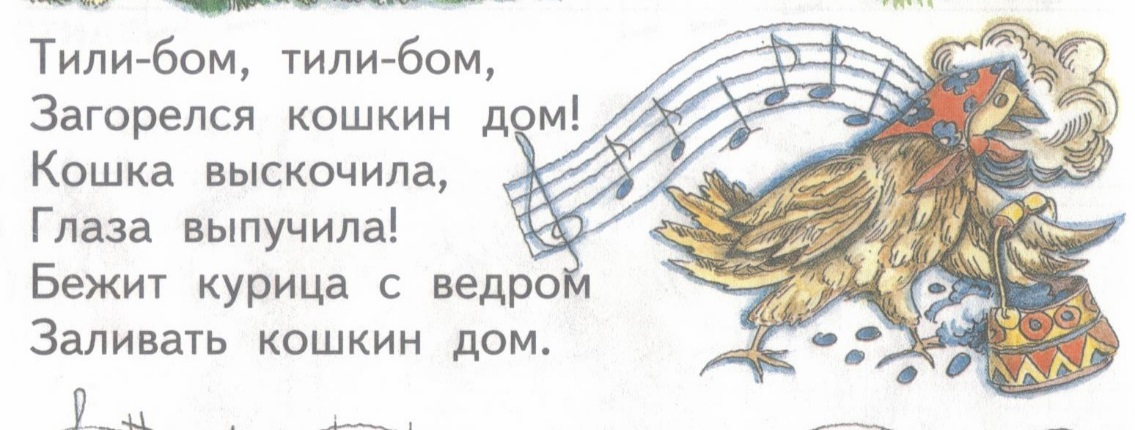 Тили-бом, тили-бом,
Загорелся кошкин дом!
Кошка выскочила,
Глаза выпучила!
Бежит курица с ведром
Заливать кошкин дом.